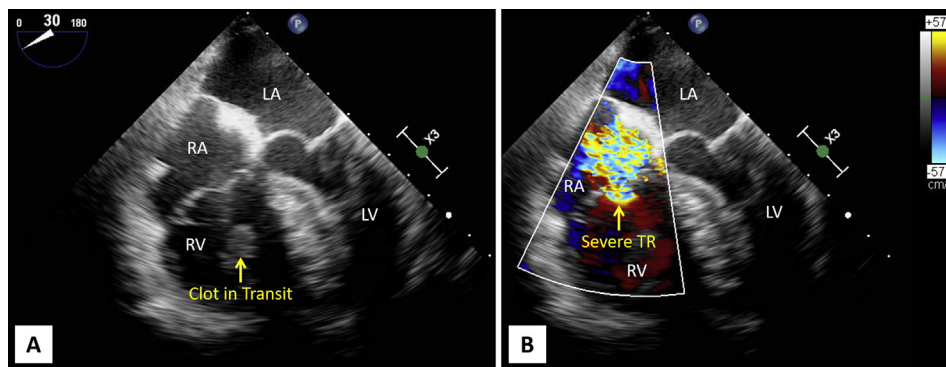 0 30 180
P
LA
RA
X3
LV
RV
Clot in Transit
A
P
+57
LA
X3
-57
cm/s
RA
LV
Severe TR
RV
B